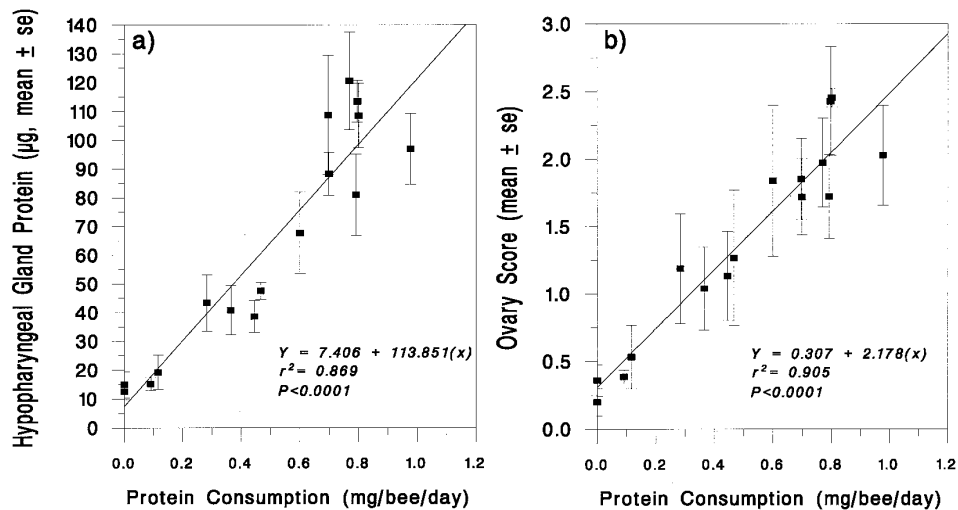 a)
Hypopharyngeal Gland Protein (µg, mean ± se)
140
130
120
110
100
90
80
70
60
50
40
30
20
10
0
Y = 7.406 + 113.851(x)
r² = 0.869
P<0.0001
0.0 0.2 0.4 0.6 0.8 1.0 1.2
Protein Consumption (mg/bee/day)
b)
Ovary Score (mean ± se)
3.0
2.5
2.0
1.5
1.0
0.5
0.0
Y = 0.307 + 2.178(x)
r² = 0.905
P<0.0001
0.0 0.2 0.4 0.6 0.8 1.0 1.2
Protein Consumption (mg/bee/day)